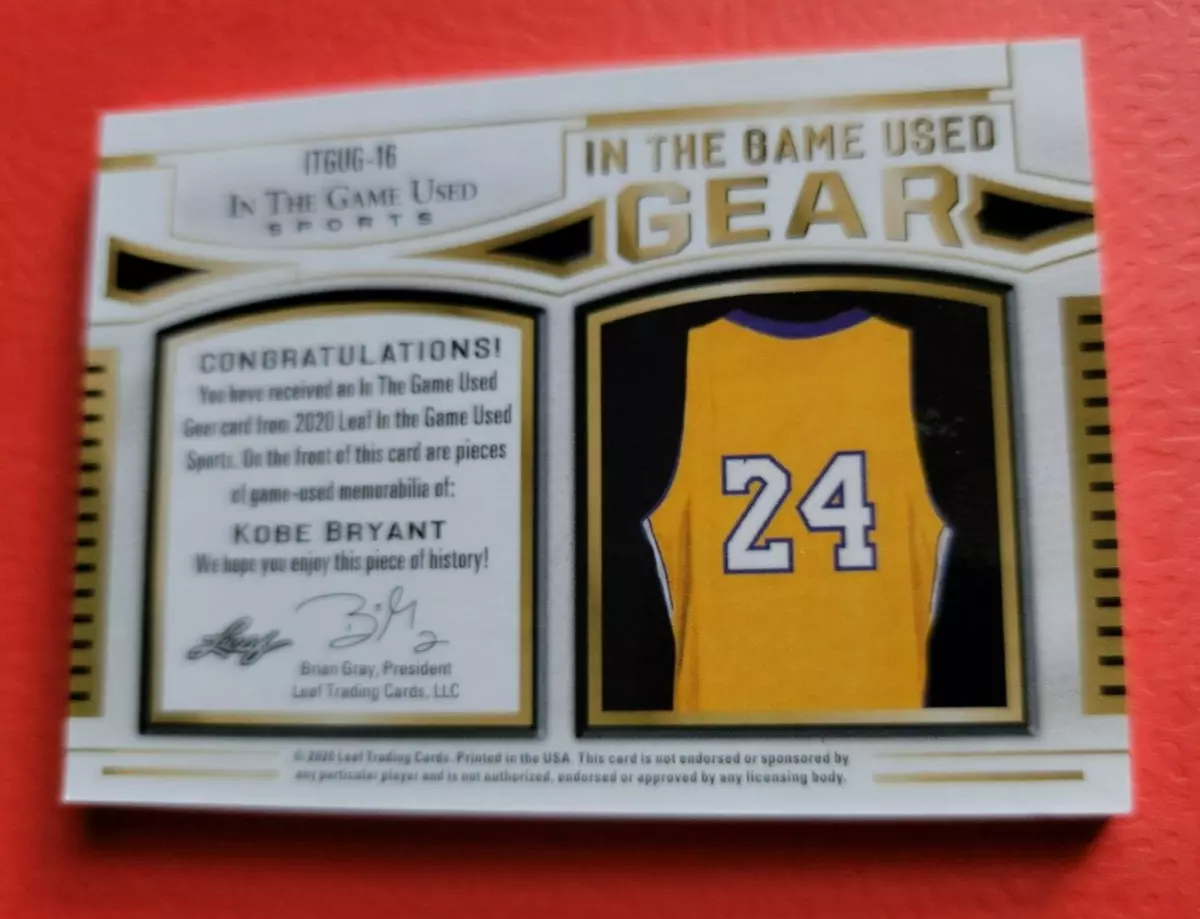 ITGUG-16
IN THE GAME USED
SPORTS
IN THE GAME USED
GEAR
CONGRATULATIONS!
You have received an In The Game Used
Gear card from 2020 Leaf In the Game Used
Sports. On the front of this card are pieces
of game-used memorabilia of:
KOBE BRYANT
We hope you enjoy this piece of history!
Leaf
Brian Gray, President
Leaf Trading Cards, LLC
24
© 2020 Leaf Trading Cards. Printed in the USA. This card is not endorsed or sponsored by
any particular player and is not authorized, endorsed or approved by any licensing body.